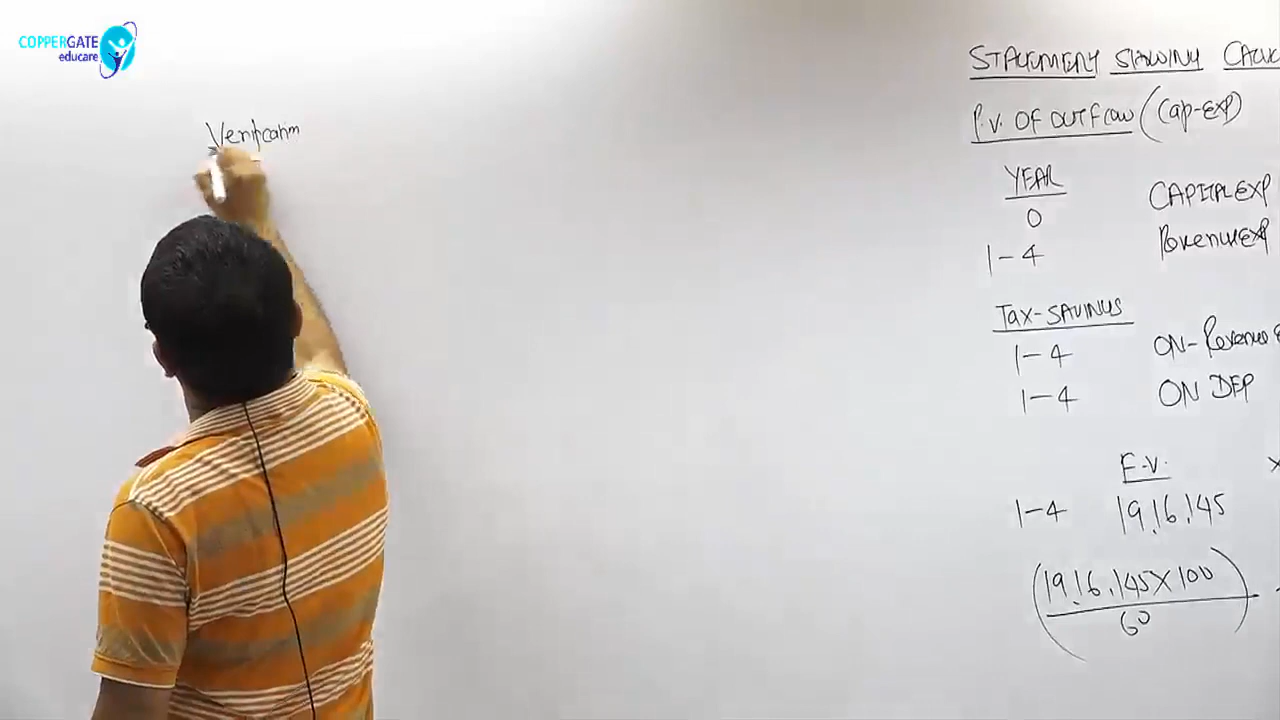 COPPERGATE
educare
Verification
STATEMENT SHOWING
P.V. OF OUTFLOW (Cap-EXP)
YEAR
0 CAPITAL EXP
1-4 Revenue EXP
TAX-SAVINGS
1-4 ON-Revenue
1-4 ON DEP
F.V.
1-4 19,16,145
(19,16,145 X 100
60)